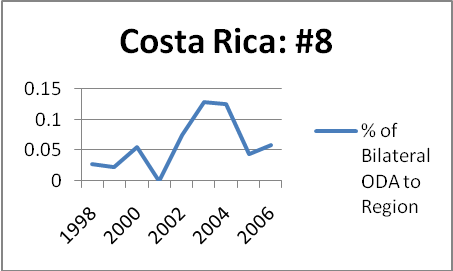 Costa Rica: #8
0.15
0.1
0.05
0
1998
2000
2002
2004
2006
% of
Bilateral
ODA to
Region